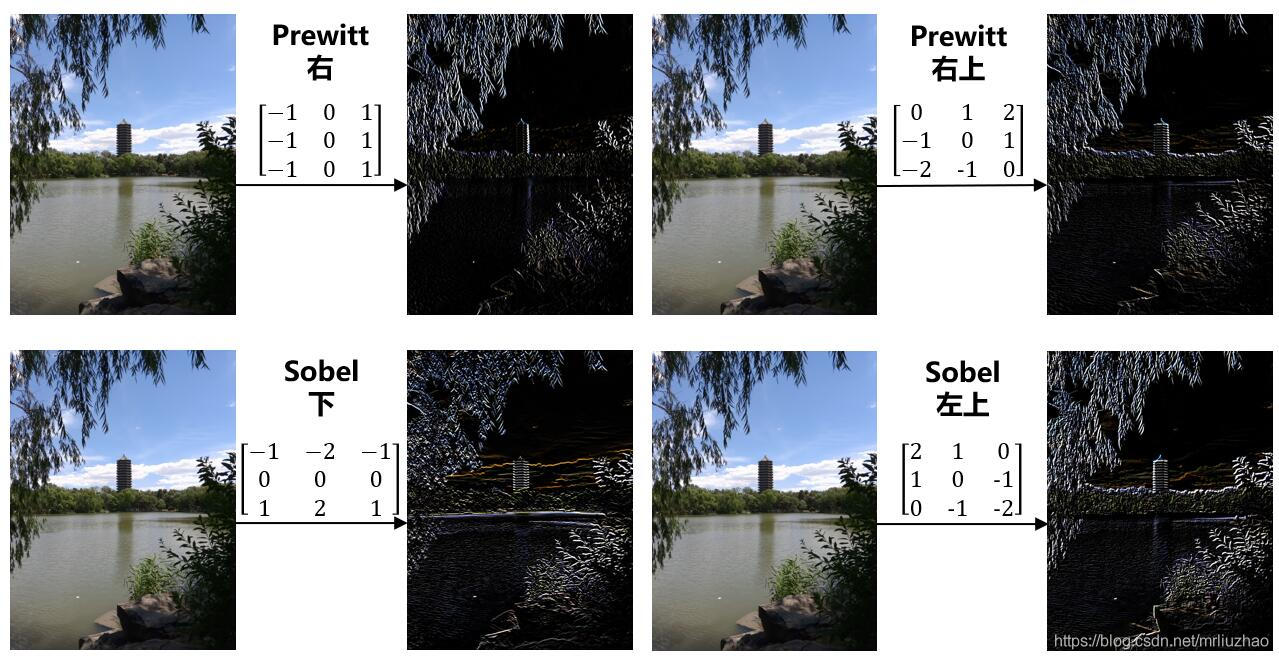 Prewitt
右
−1 0 1
−1 0 1
−1 0 1
Prewitt
右上
0 1 2
−1 0 1
−2 -1 0
Sobel
下
−1 −2 −1
0 0 0
1 2 1
Sobel
左上
2 1 0
1 0 -1
0 -1 -2
https://blog.csdn.net/mrliuzhao